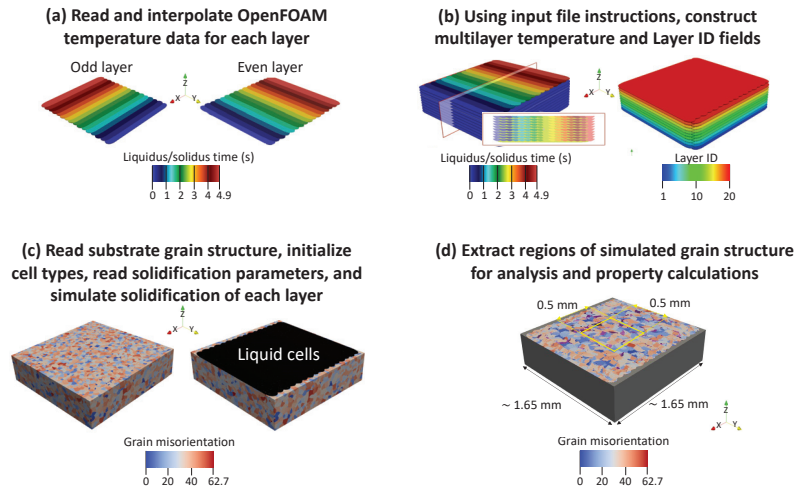 (a) Read and interpolate OpenFOAM
temperature data for each layer
Odd layer
Even layer
Z
X
Y
Liquidus/solidus time (s)
0 1 2 3 4 4.9
(b) Using input file instructions, construct
multilayer temperature and Layer ID fields
Z
X
Y
Liquidus/solidus time (s)
0 1 2 3 4 4.9
Layer ID
1 10 20
(c) Read substrate grain structure, initialize
cell types, read solidification parameters, and
simulate solidification of each layer
Liquid cells
Z
X
Y
Grain misorientation
0 20 40 62.7
(d) Extract regions of simulated grain structure
for analysis and property calculations
0.5 mm
0.5 mm
~ 1.65 mm
~ 1.65 mm
Z
X
Y
Grain misorientation
0 20 40 62.7